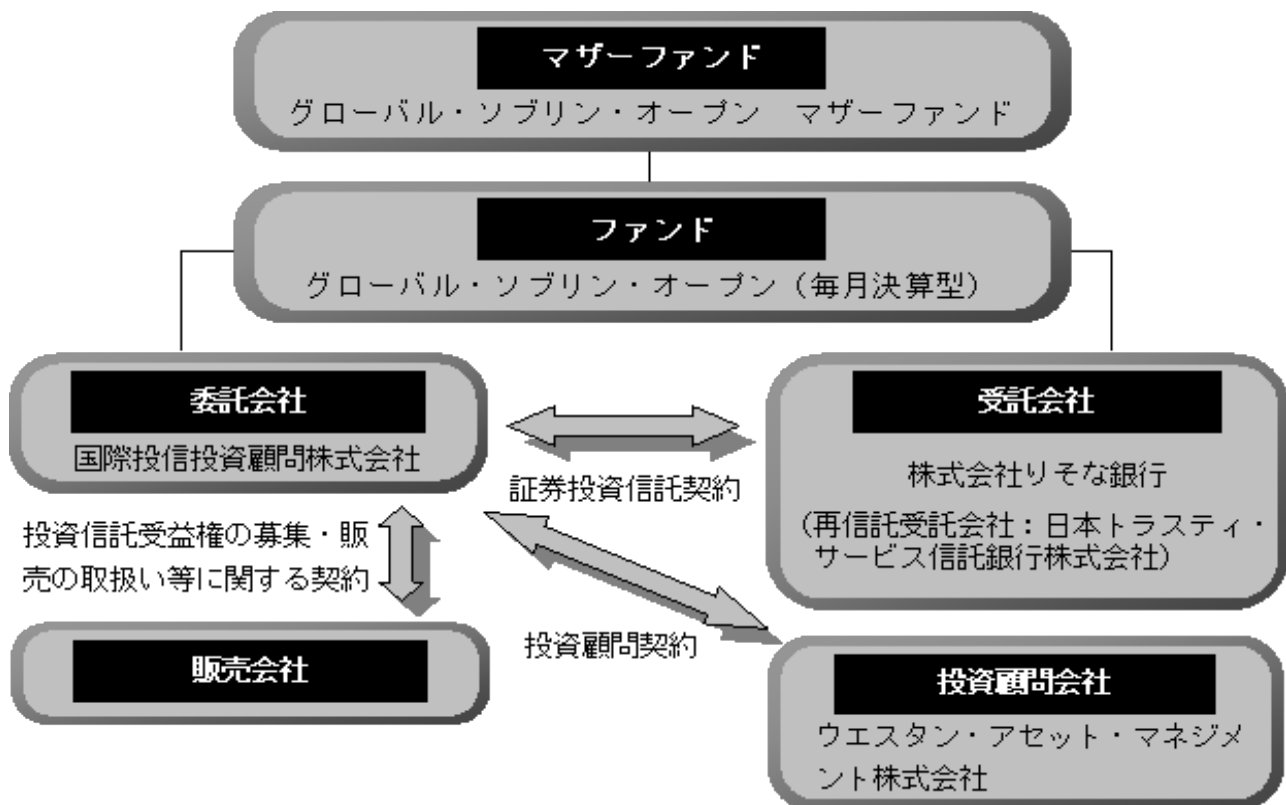 マザーファンド
グローバル・ソブリン・オープン　マザーファンド
ファンド
グローバル・ソブリン・オープン（毎月決算型）
委託会社
国際投信投資顧問株式会社
証券投資信託契約
受託会社
株式会社りそな銀行
（再信託受託会社：日本トラスティ・
サービス信託銀行株式会社）
投資信託受益権の募集・販
売の取扱い等に関する契約
投資顧問契約
販売会社
投資顧問会社
ウエスタン・アセット・マネジメ
ント株式会社